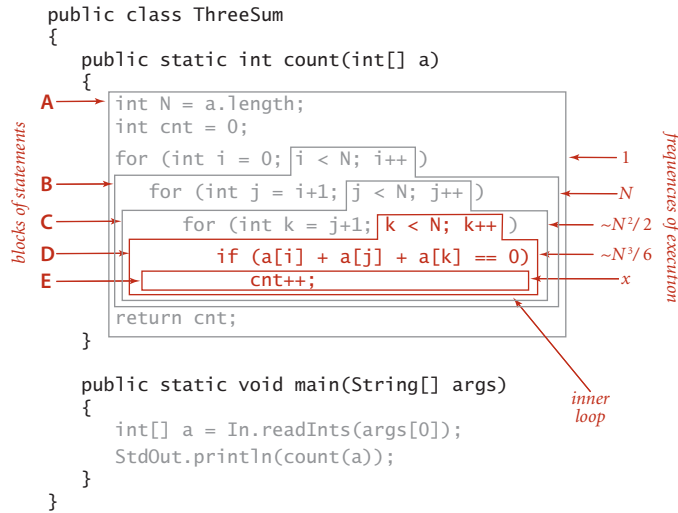 public class ThreeSum
{
public static int count(int[] a)
{
A int N = a.length;
int cnt = 0;
for (int i = 0; i < N; i++ ) 1
B for (int j = i+1; j < N; j++ ) N
C for (int k = j+1; k < N; k++ ) ~N²/2
D if (a[i] + a[j] + a[k] == 0) ~N³/6
E cnt++; x
return cnt;
}
blocks of statements
frequencies of execution
inner
loop
public static void main(String[] args)
{
int[] a = In.readInts(args[0]);
StdOut.println(count(a));
}
}